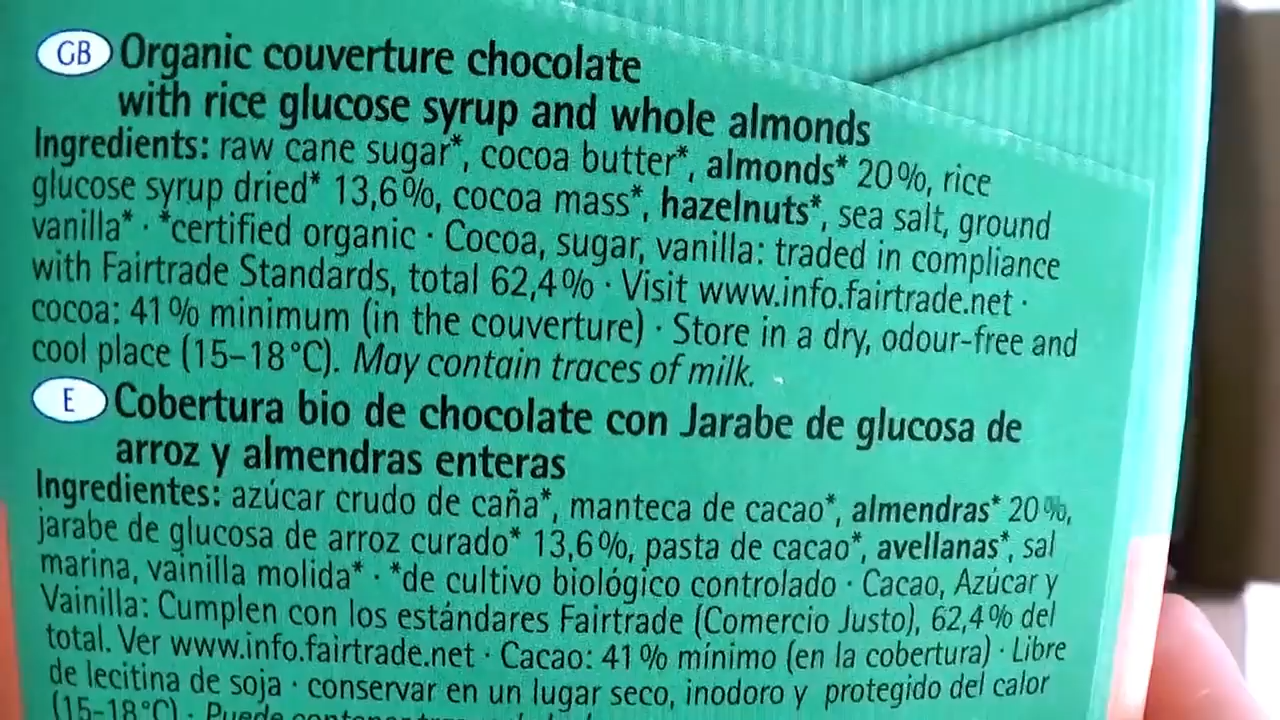 GB Organic couverture chocolate
with rice glucose syrup and whole almonds
Ingredients: raw cane sugar*, cocoa butter*, almonds* 20%, rice
glucose syrup dried* 13,6%, cocoa mass*, hazelnuts*, sea salt, ground
vanilla* · *certified organic · Cocoa, sugar, vanilla: traded in compliance
with Fairtrade Standards, total 62,4% · Visit www.info.fairtrade.net ·
cocoa: 41% minimum (in the couverture) · Store in a dry, odour-free and
cool place (15–18°C). May contain traces of milk.
E Cobertura bio de chocolate con Jarabe de glucosa de
arroz y almendras enteras
Ingredientes: azúcar crudo de caña*, manteca de cacao*, almendras* 20%,
jarabe de glucosa de arroz curado* 13,6%, pasta de cacao*, avellanas*, sal
marina, vainilla molida* · *de cultivo biológico controlado · Cacao, Azúcar y
Vainilla: Cumplen con los estándares Fairtrade (Comercio Justo), 62,4% del
total. Ver www.info.fairtrade.net · Cacao: 41% mínimo (en la cobertura) · Libre
de lecitina de soja · conservar en un lugar seco, inodoro y protegido del calor
(15-18°C) · Puede